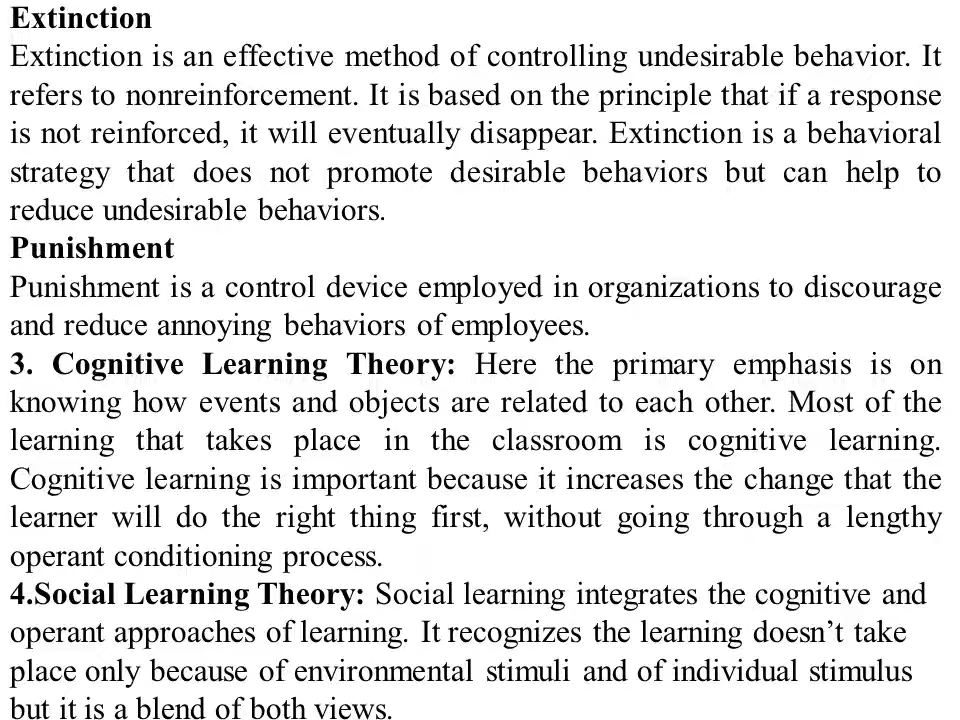 Extinction
Extinction is an effective method of controlling undesirable behavior. It
refers to nonreinforcement. It is based on the principle that if a response
is not reinforced, it will eventually disappear. Extinction is a behavioral
strategy that does not promote desirable behaviors but can help to
reduce undesirable behaviors.
Punishment
Punishment is a control device employed in organizations to discourage
and reduce annoying behaviors of employees.
3. Cognitive Learning Theory: Here the primary emphasis is on
knowing how events and objects are related to each other. Most of the
learning that takes place in the classroom is cognitive learning.
Cognitive learning is important because it increases the change that the
learner will do the right thing first, without going through a lengthy
operant conditioning process.
4.Social Learning Theory: Social learning integrates the cognitive and
operant approaches of learning. It recognizes the learning doesn’t take
place only because of environmental stimuli and of individual stimulus
but it is a blend of both views.